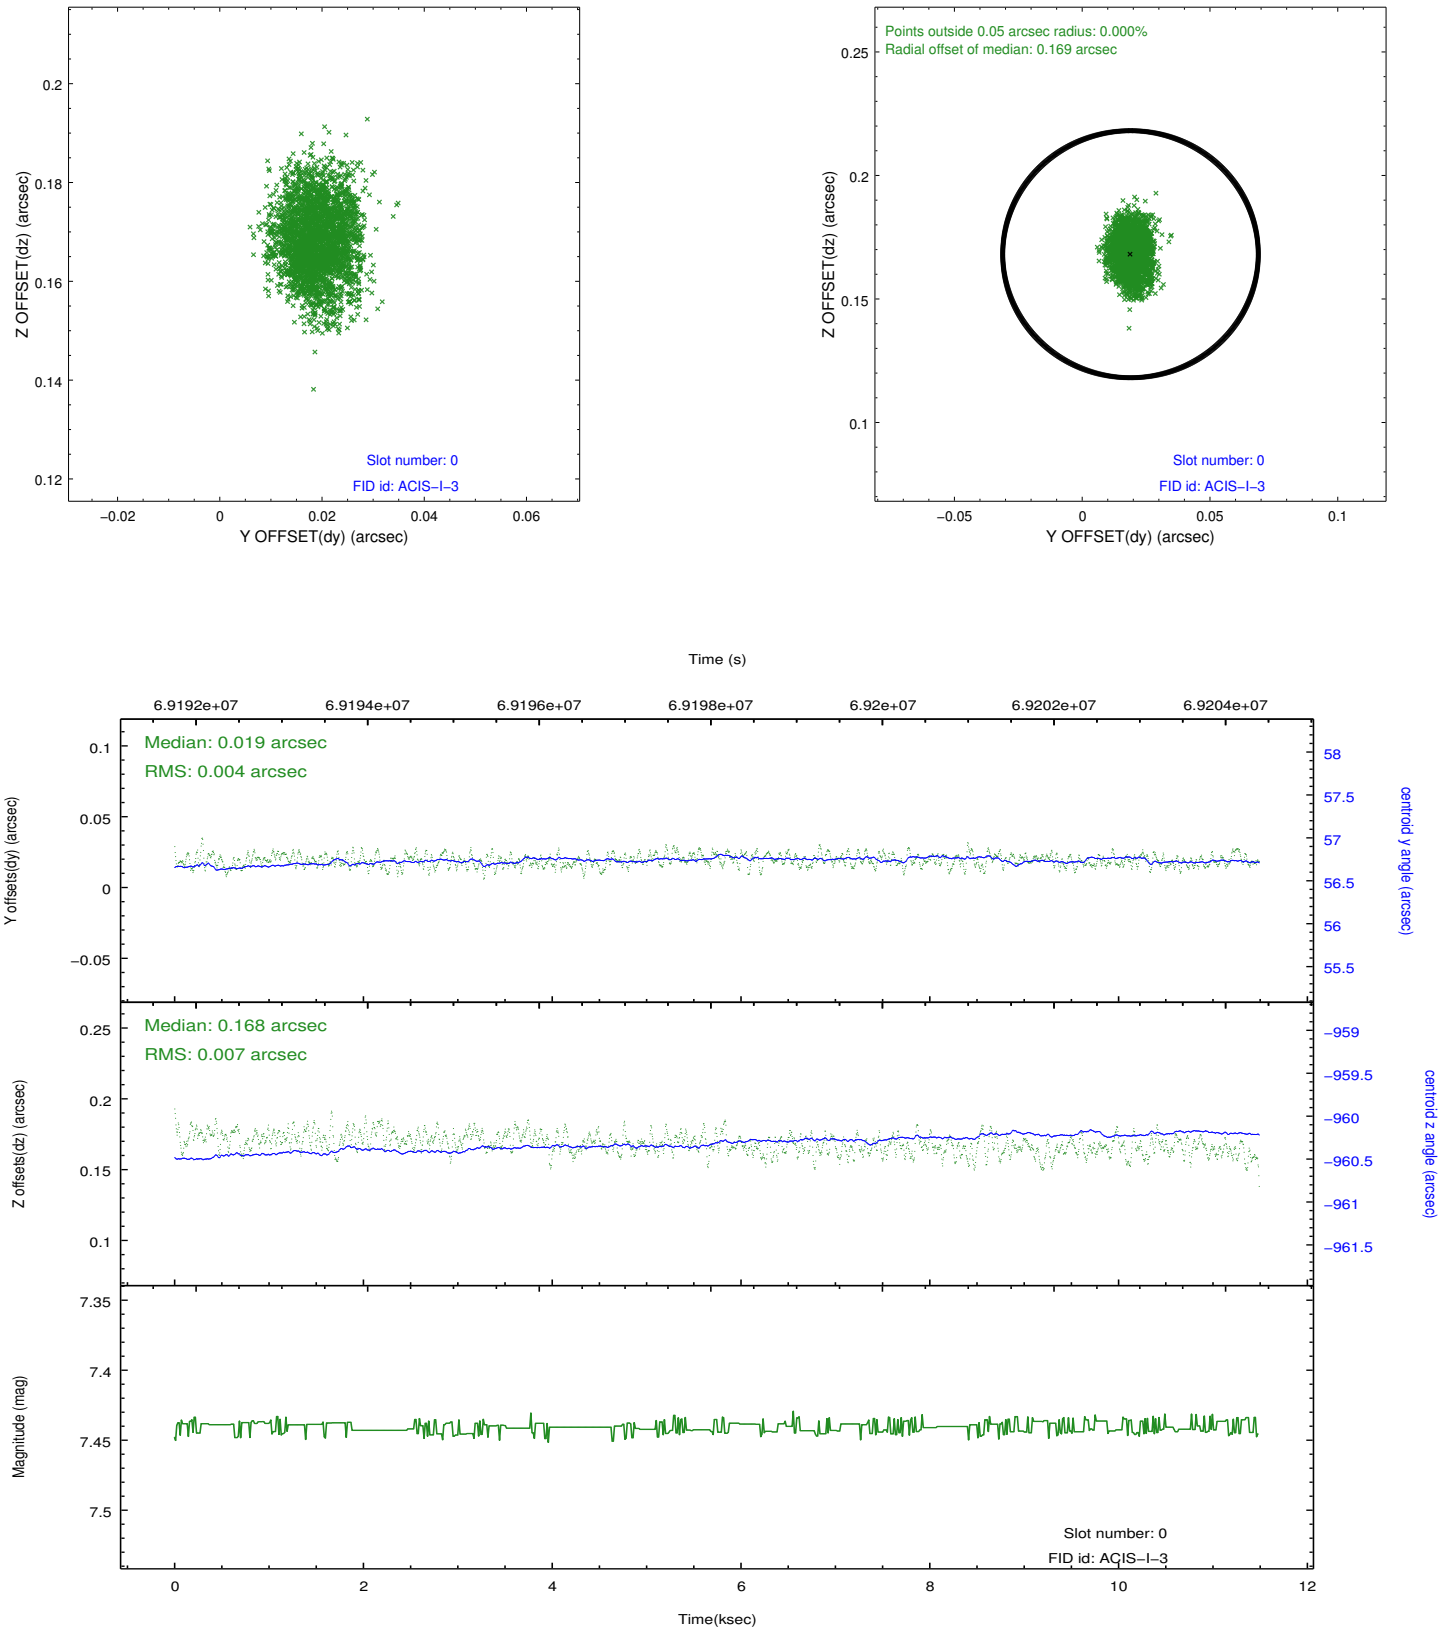 0.2
0.18
0.16
0.14
0.12
Z OFFSET(dz) (arcsec)
Slot number: 0
FID id: ACIS−I−3
−0.02
0
0.02
0.04
0.06
Y OFFSET(dy) (arcsec)
Points outside 0.05 arcsec radius: 0.000%
Radial offset of median: 0.169 arcsec
0.25
0.2
0.15
0.1
Z OFFSET(dz) (arcsec)
Slot number: 0
FID id: ACIS−I−3
−0.05
0
0.05
0.1
Y OFFSET(dy) (arcsec)
Time (s)
6.9192e+07
6.9194e+07
6.9196e+07
6.9198e+07
6.92e+07
6.9202e+07
6.9204e+07
Median: 0.019 arcsec
RMS: 0.004 arcsec
0.1
0.05
0
−0.05
Y offsets(dy) (arcsec)
58
57.5
57
56.5
56
55.5
centroid y angle (arcsec)
Median: 0.168 arcsec
RMS: 0.007 arcsec
0.25
0.2
0.15
0.1
Z offsets(dz) (arcsec)
−959
−959.5
−960
−960.5
−961
−961.5
centroid z angle (arcsec)
7.35
7.4
7.45
7.5
Magnitude (mag)
Slot number: 0
FID id: ACIS−I−3
0
2
4
6
8
10
12
Time(ksec)